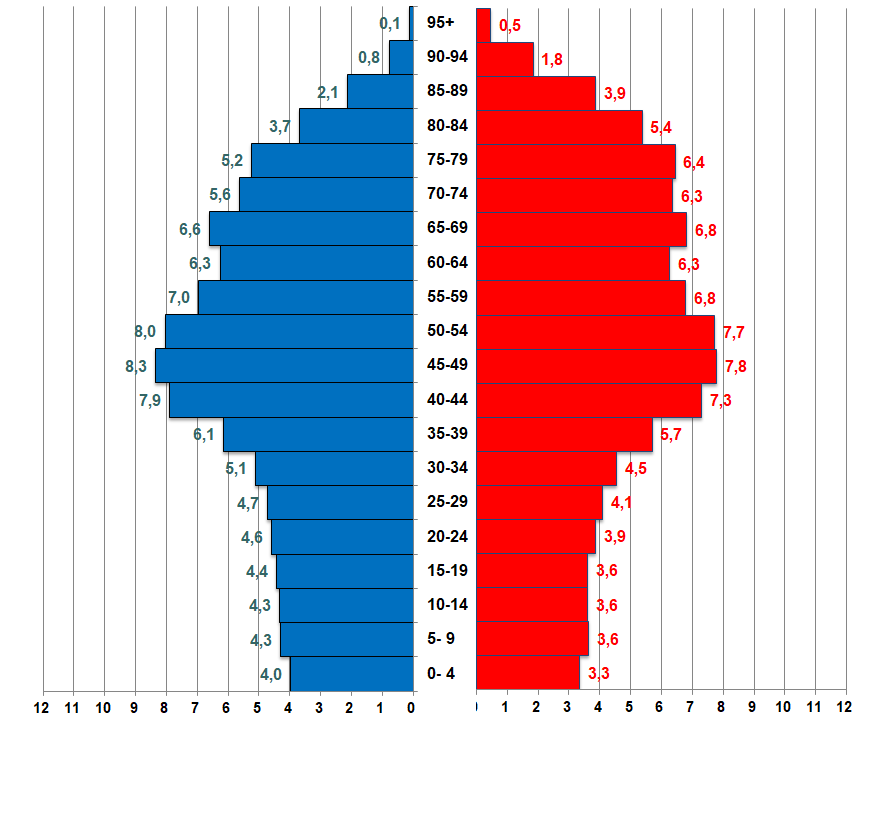 0,1 95+ 0,5
0,8 90-94 1,8
2,1 85-89 3,9
3,7 80-84 5,4
5,2 75-79 6,4
5,6 70-74 6,3
6,6 65-69 6,8
6,3 60-64 6,3
7,0 55-59 6,8
8,0 50-54 7,7
8,3 45-49 7,8
7,9 40-44 7,3
6,1 35-39 5,7
5,1 30-34 4,5
4,7 25-29 4,1
4,6 20-24 3,9
4,4 15-19 3,6
4,3 10-14 3,6
4,3 5- 9 3,6
4,0 0- 4 3,3
12 11 10 9 8 7 6 5 4 3 2 1 0 0 1 2 3 4 5 6 7 8 9 10 11 12